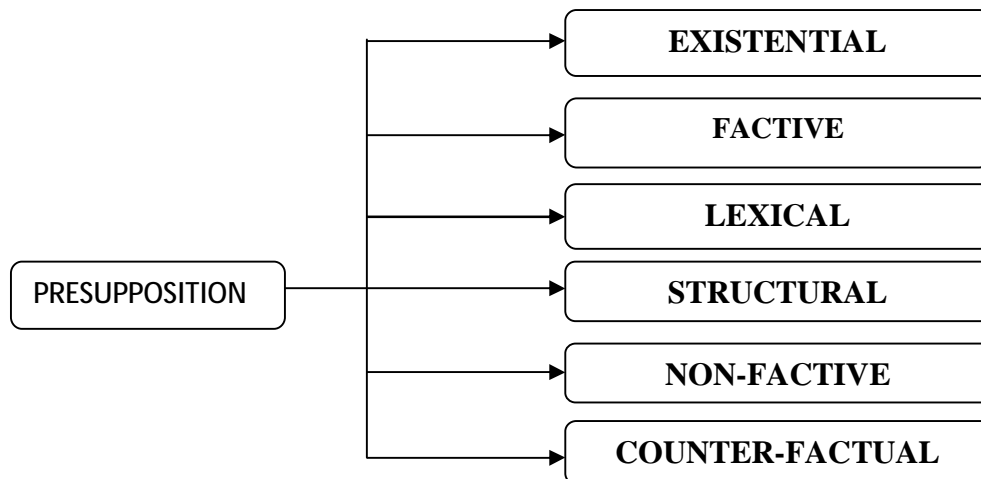 EXISTENTIAL
FACTIVE
LEXICAL
PRESUPPOSITION
STRUCTURAL
NON-FACTIVE
COUNTER-FACTUAL